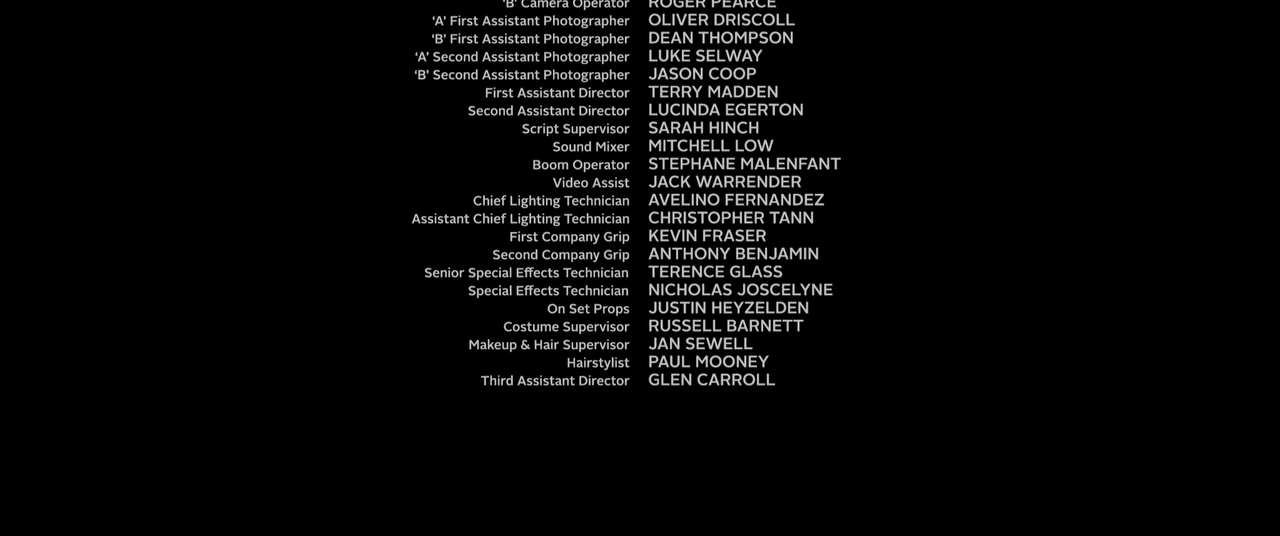 'B' Camera Operator ROGER PEARCE
‘A’ First Assistant Photographer OLIVER DRISCOLL
‘B’ First Assistant Photographer DEAN THOMPSON
‘A’ Second Assistant Photographer LUKE SELWAY
‘B’ Second Assistant Photographer JASON COOP
First Assistant Director TERRY MADDEN
Second Assistant Director LUCINDA EGERTON
Script Supervisor SARAH HINCH
Sound Mixer MITCHELL LOW
Boom Operator STEPHANE MALENFANT
Video Assist JACK WARRENDER
Chief Lighting Technician AVELINO FERNANDEZ
Assistant Chief Lighting Technician CHRISTOPHER TANN
First Company Grip KEVIN FRASER
Second Company Grip ANTHONY BENJAMIN
Senior Special Effects Technician TERENCE GLASS
Special Effects Technician NICHOLAS JOSCELYNE
On Set Props JUSTIN HEYZELDEN
Costume Supervisor RUSSELL BARNETT
Makeup & Hair Supervisor JAN SEWELL
Hairstylist PAUL MOONEY
Third Assistant Director GLEN CARROLL